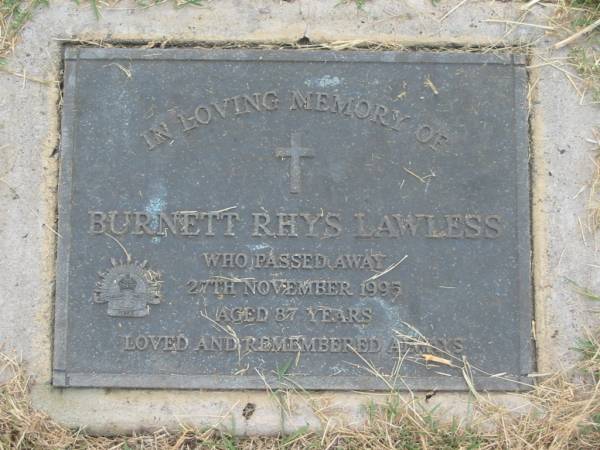 IN LOVING MEMORY OF
BURNETT RHYS LAWLESS
WHO PASSED AWAY
27TH NOVEMBER 1995
AGED 87 YEARS
LOVED AND REMEMBERED ALWAYS